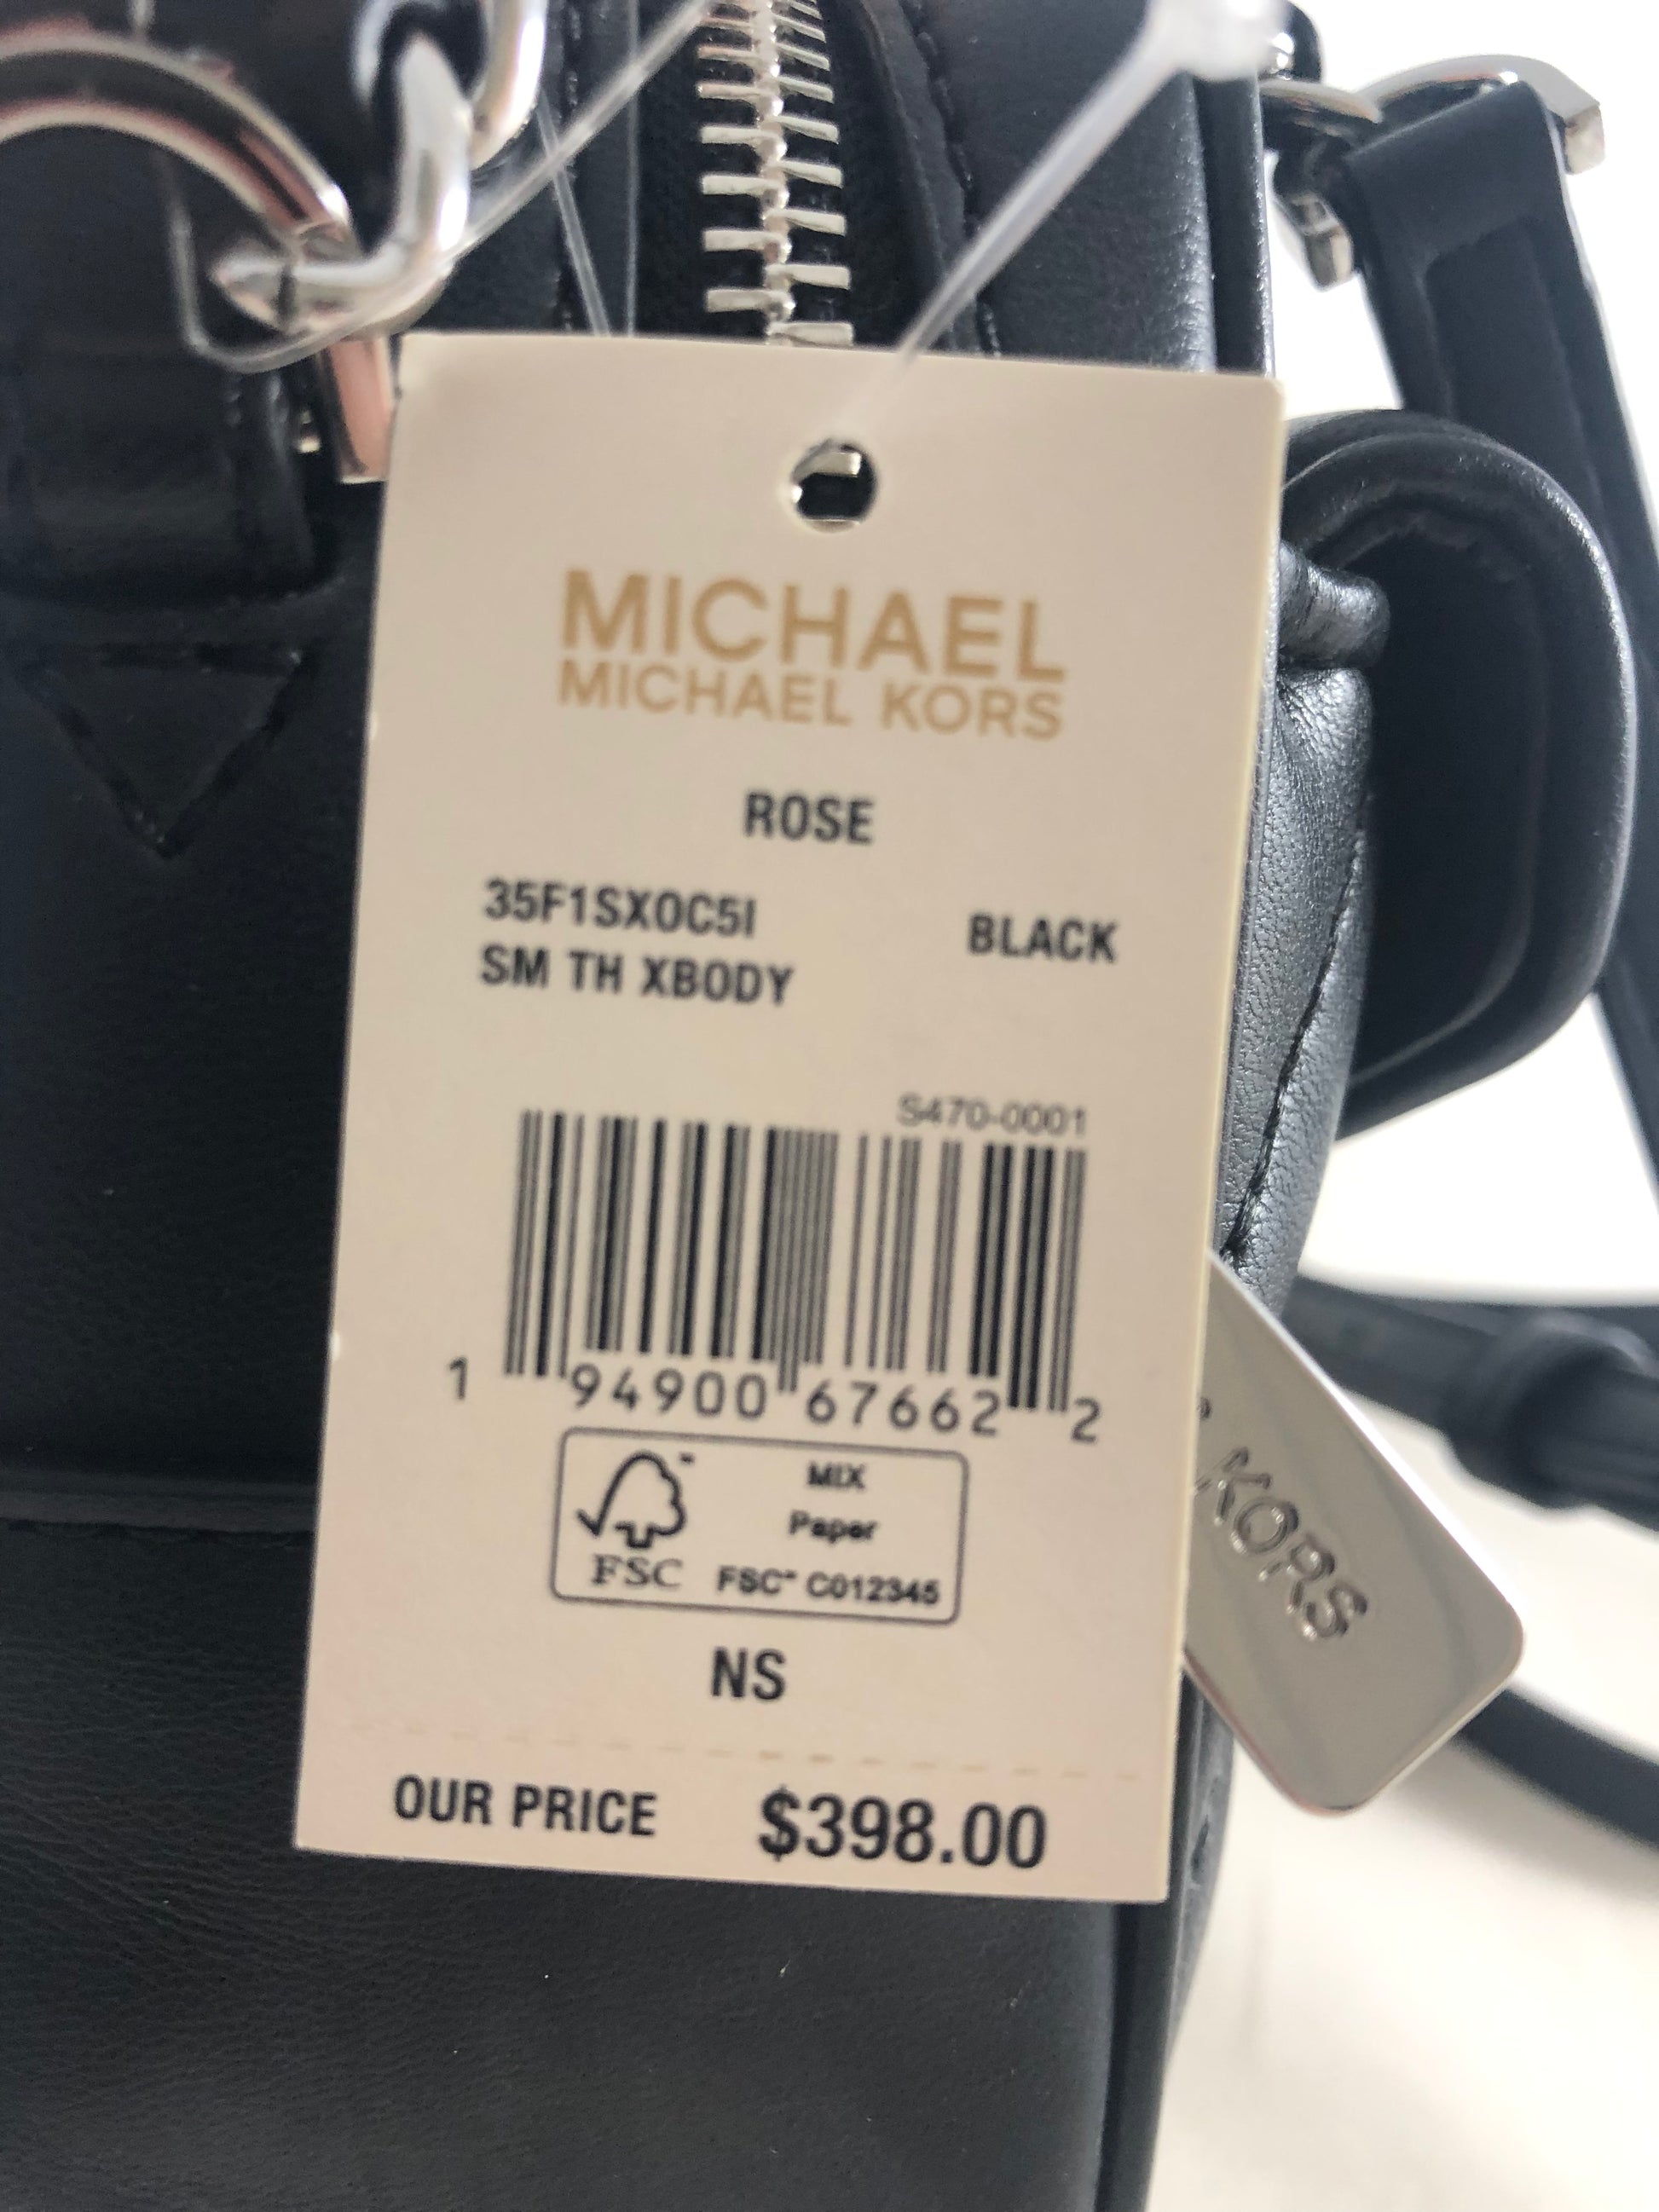 MICHAEL
MICHAEL KORS
ROSE
35F1SX0C5I BLACK
SM TH XBODY
S470-0001
1 94900 67662 2
MIX
Paper
FSC™ C012345
FSC
NS
OUR PRICE $398.00
KORS